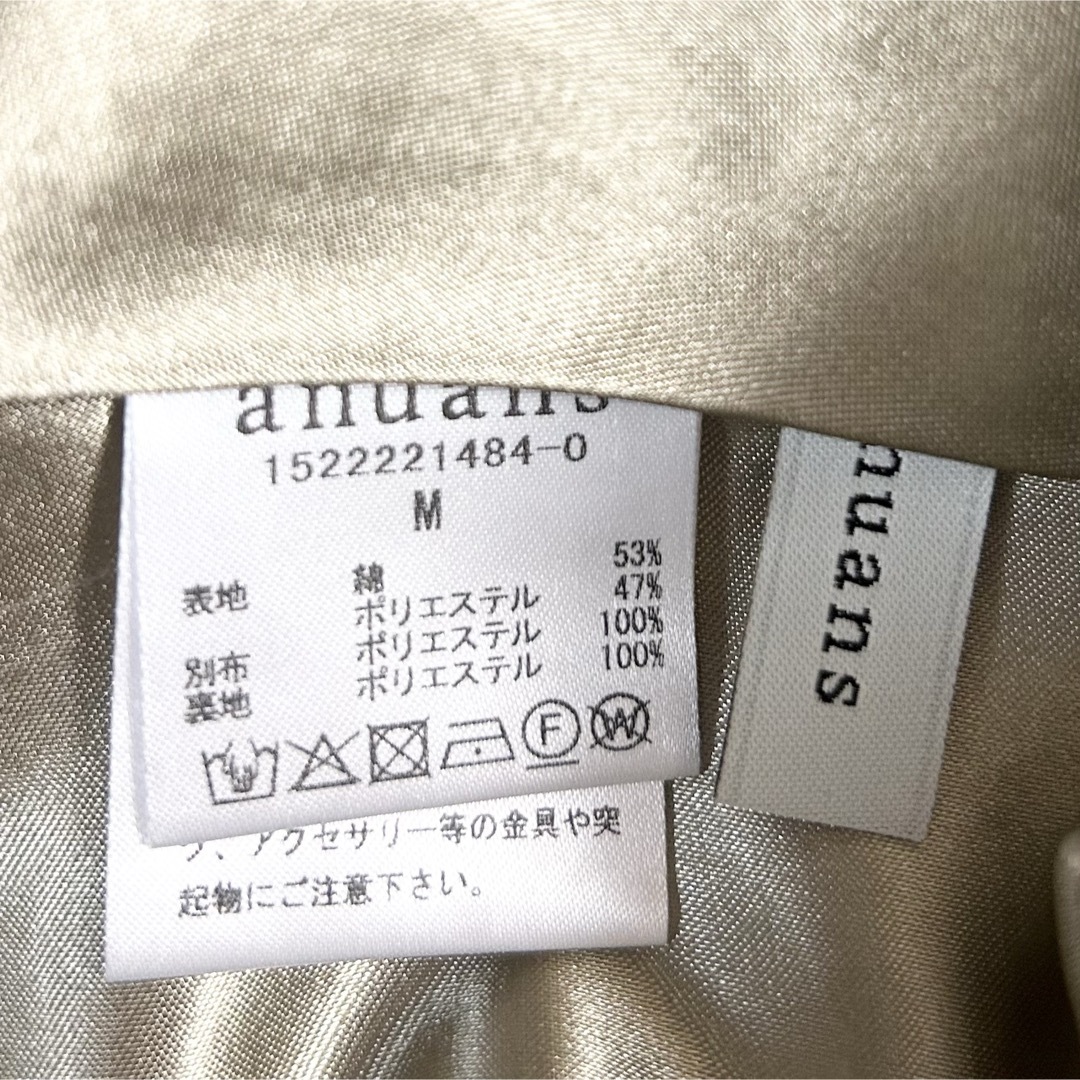 anuans
1522221484-0
M
表地 綿 53%
ポリエステル 47%
別布 ポリエステル 100%
裏地 ポリエステル 100%
F W
、アクセサリー等の金具や突
起物にご注意下さい。
nuans